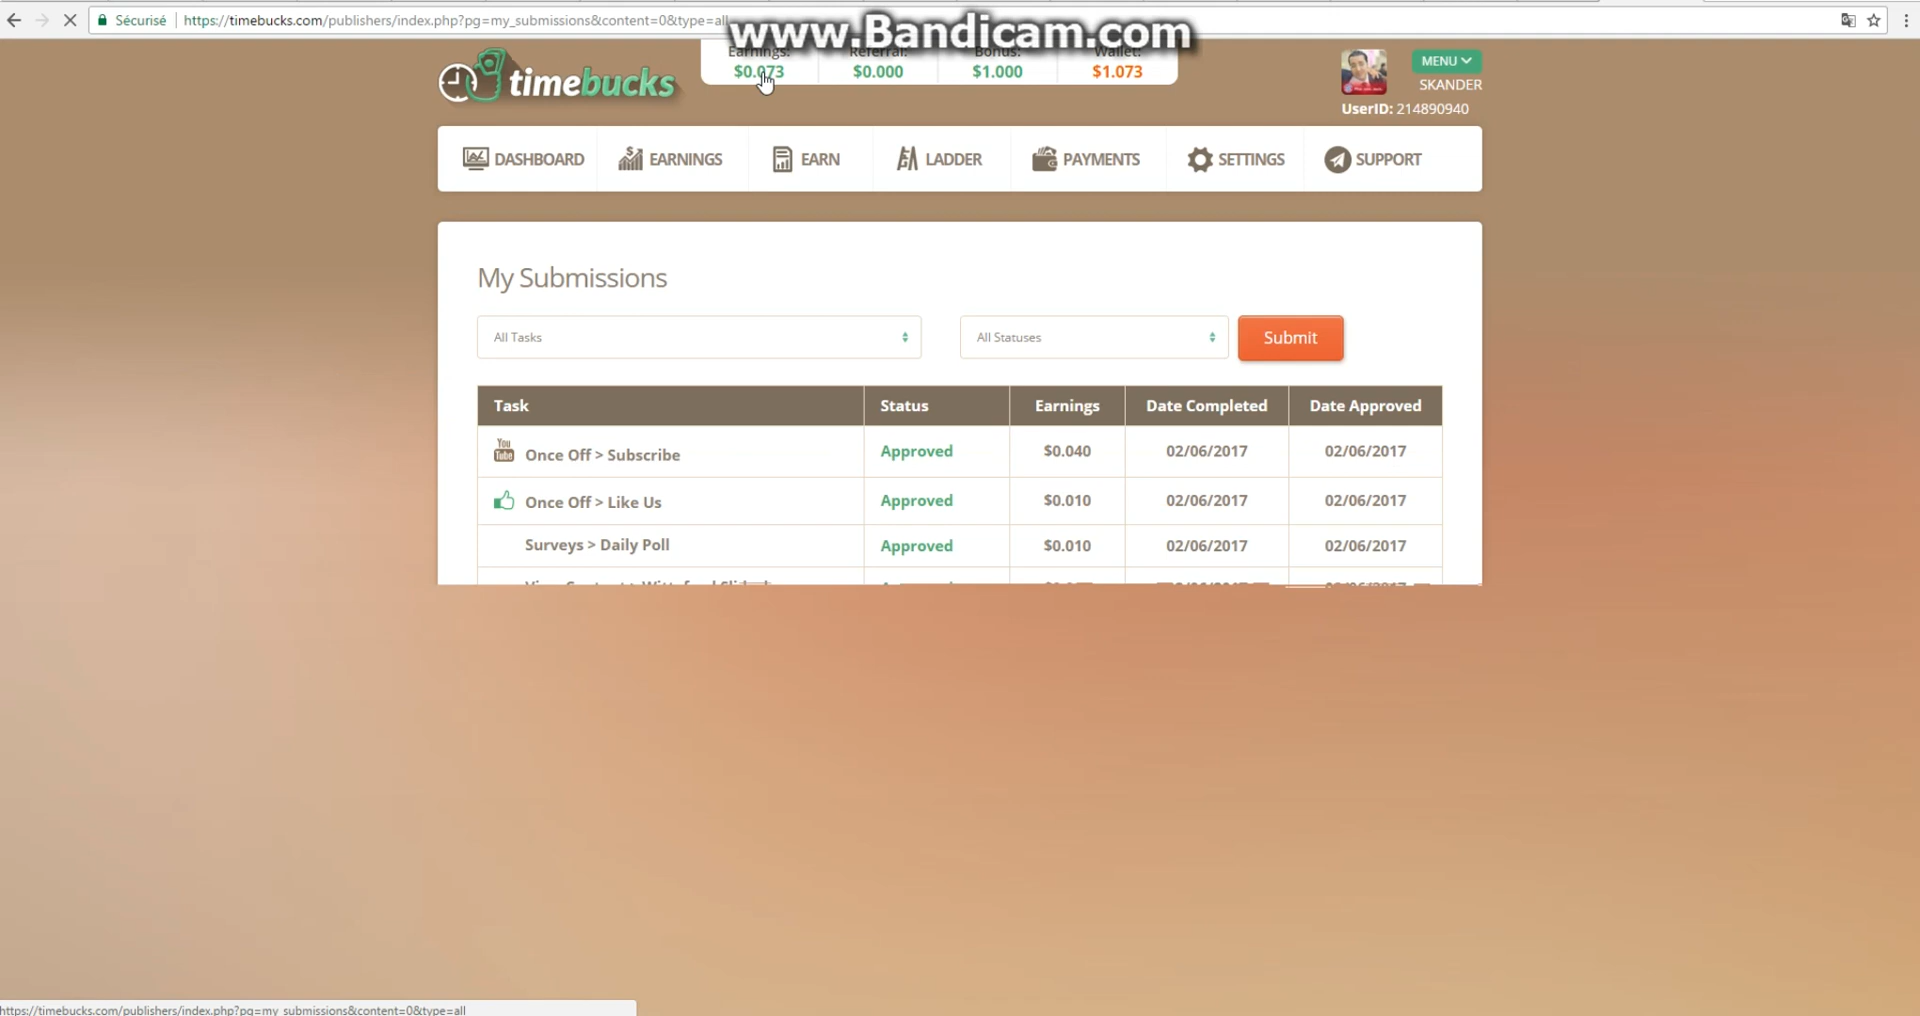 Sécurisé https://timebucks.com/publishers/index.php?pg=my_submissions&content=0&type=all
www.Bandicam.com
Earnings: Referral: Bonus: Wallet:
$0.073 $0.000 $1.000 $1.073
timebucks
MENU
SKANDER
UserID: 214890940
DASHBOARD EARNINGS EARN LADDER PAYMENTS SETTINGS SUPPORT
My Submissions
All Tasks All Statuses Submit
Task Status Earnings Date Completed Date Approved
You Tube Once Off > Subscribe Approved $0.040 02/06/2017 02/06/2017
Once Off > Like Us Approved $0.010 02/06/2017 02/06/2017
Surveys > Daily Poll Approved $0.010 02/06/2017 02/06/2017
https://timebucks.com/publishers/index.php?pg=my_submissions&content=0&type=all